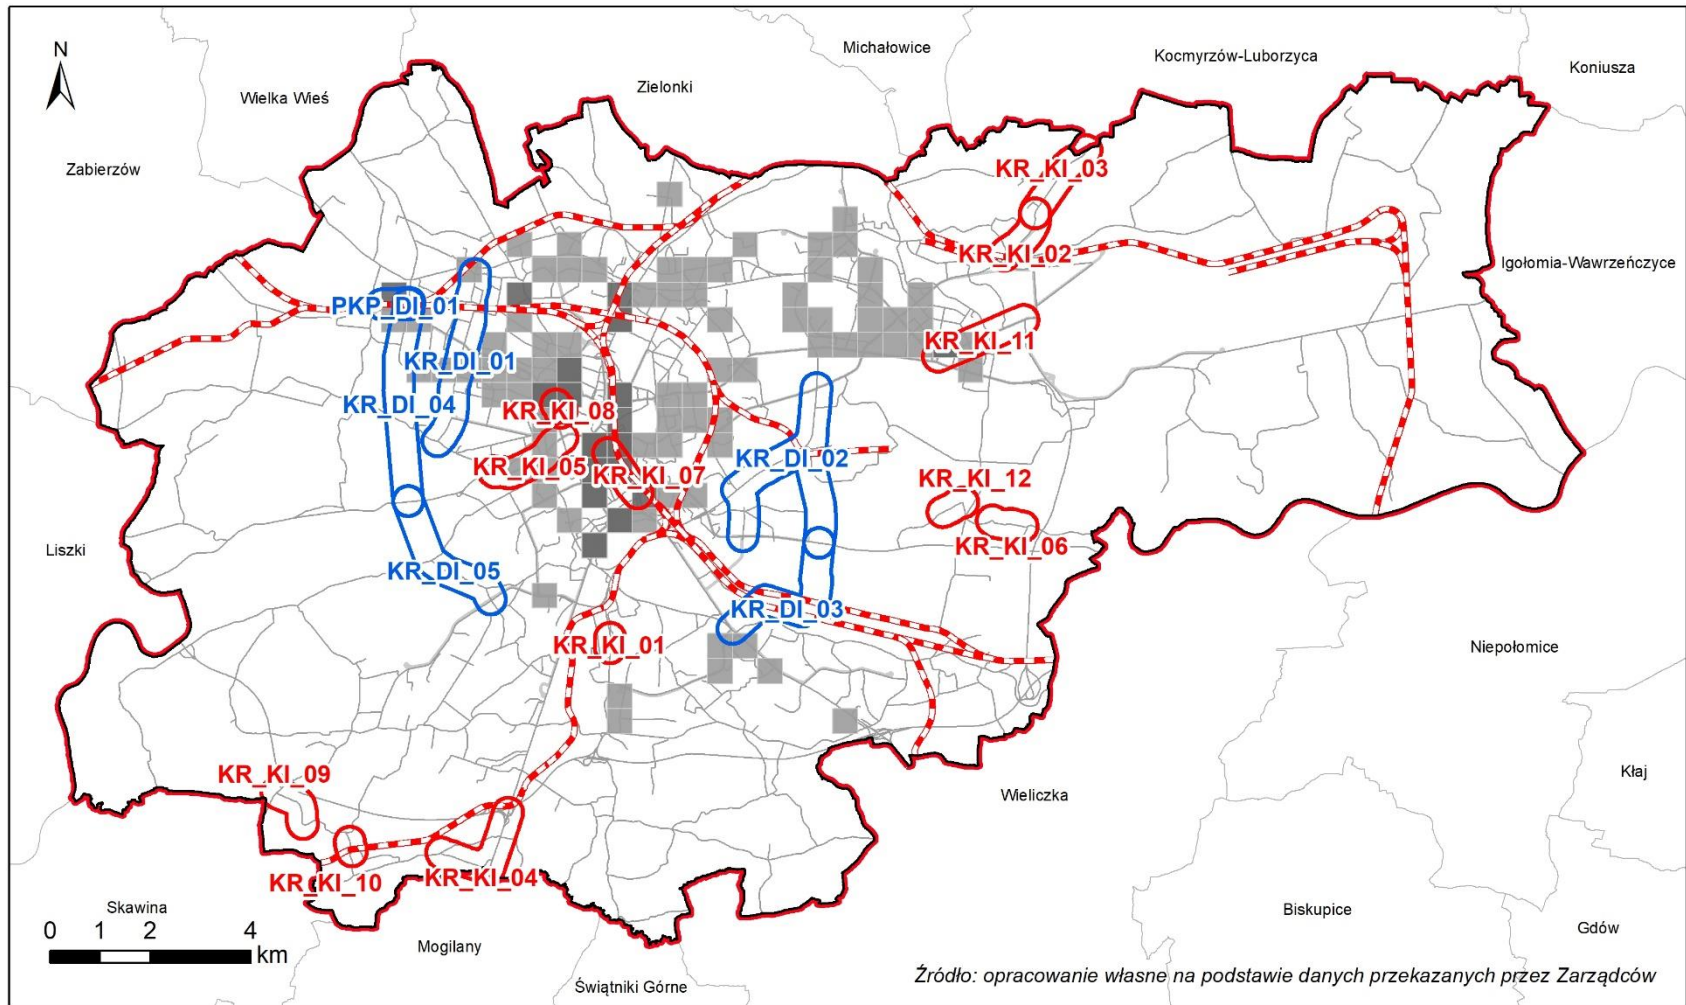 Michałowice
Kocmyrzów-Luborzyca
Koniusza
N
Wielka Wieś
Zielonki
Zabierzów
KR_KI_03
KR_KI_02
Igołomia-Wawrzeńczyce
PKP_DI_01
KR_DI_01
KR_KI_11
KR_DI_04
KR_KI_08
KR_KI_05
KR_KI_07
KR_DI_02
KR_KI_12
KR_KI_06
Liszki
KR_DI_05
KR_DI_03
KR_KI_01
Niepołomice
KR_KI_09
Kłaj
Wieliczka
KR_KI_10
KR_KI_04
Skawina
Biskupice
Gdów
0 1 2 4
km
Mogilany
Świątniki Górne
Źródło: opracowanie własne na podstawie danych przekazanych przez Zarządców